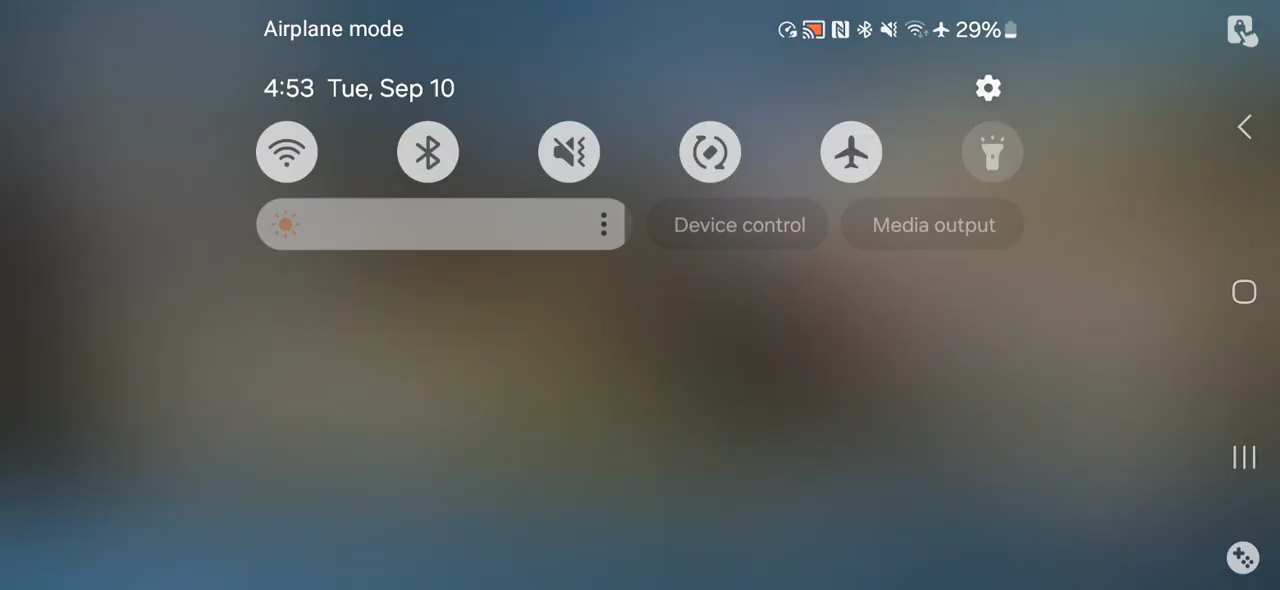 Airplane mode
29%
4:53 Tue, Sep 10
Device control
Media output